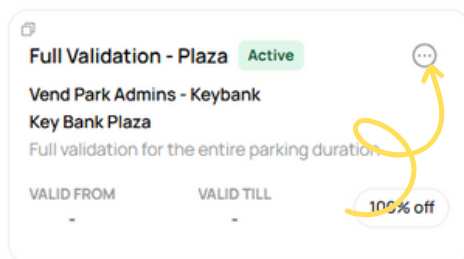 Full Validation - Plaza Active
Vend Park Admins - Keybank
Key Bank Plaza
Full validation for the entire parking duration
VALID FROM VALID TILL
- -
100% off